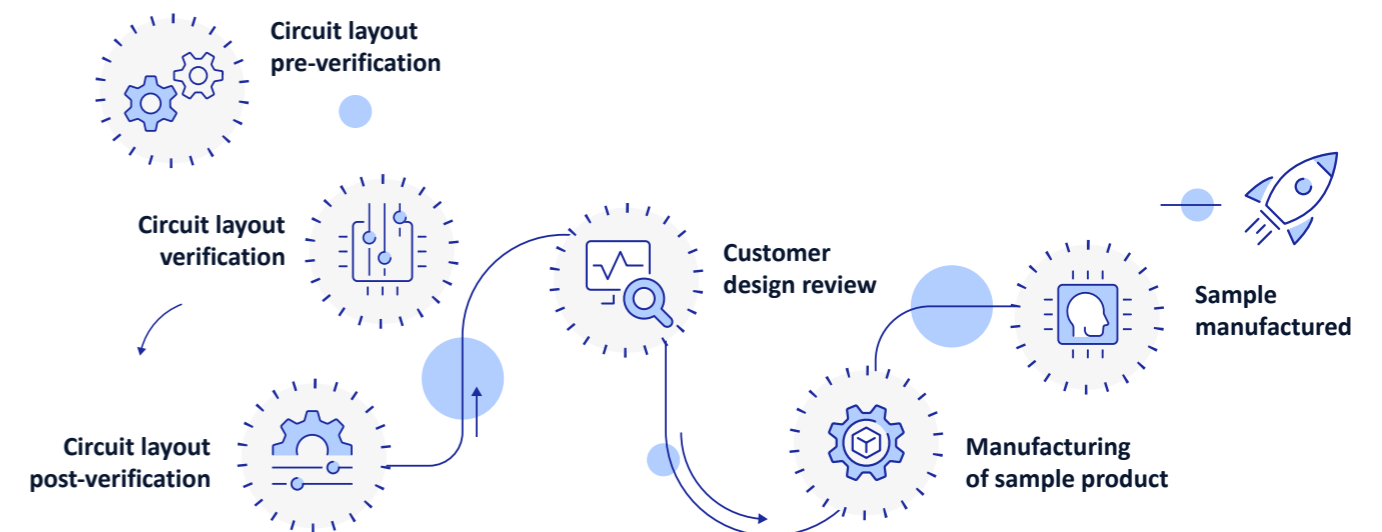 Circuit layout
pre-verification
Circuit layout
verification
Circuit layout
post-verification
Customer
design review
Manufacturing
of sample product
Sample
manufactured